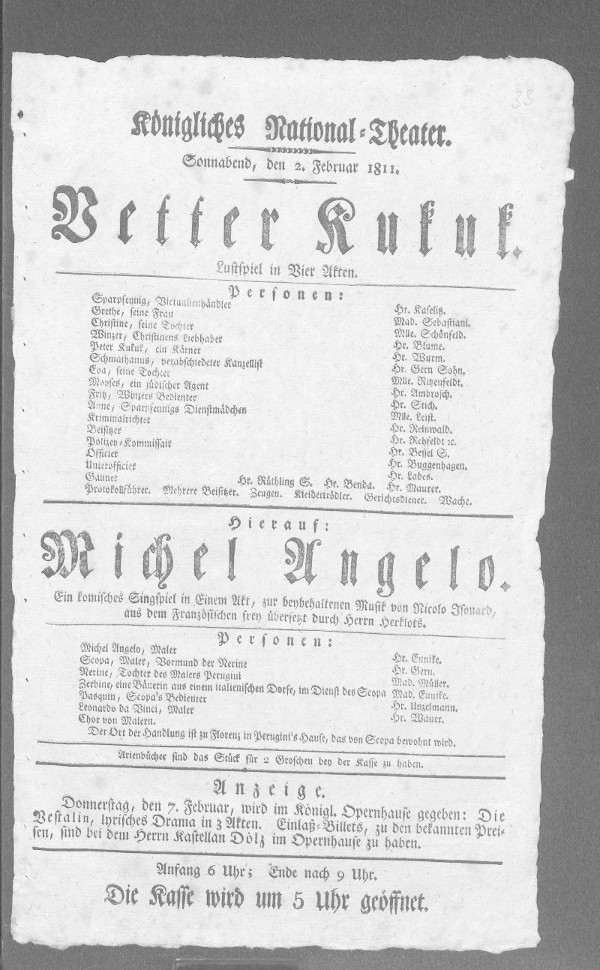 33
Königliches National-Theater.
Sonnabend, den 2. Februar 1811.
Vetter Kukuk.
Lustspiel in Vier Akten.
Personen:
Sparpfennig, Victualienhändler Hr. Kaselitz.
Grethe, seine Frau Mad. Sebastiani.
Christine, seine Tochter Mlle. Schönfeld.
Winzer, Christinens Liebhaber Hr. Blume.
Peter Kukuk, ein Kärner Hr. Wurm.
Schmalhanns, verabschiedeter Kanzellist Hr. Gern Sohn.
Eva, seine Tochter Mlle. Ritzenfeldt.
Moyses, ein jüdischer Agent Hr. Ambrosch.
Fritz, Winzers Bedienter Hr. Stich.
Anne, Sparpfennigs Dienstmädchen Mlle. Leist.
Kriminalrichter Hr. Reinwald.
Beisitzer Hr. Rehfeldt ꝛc.
Polizey-Kommissair Hr. Bessel S.
Officier Hr. Buggenhagen.
Unterofficier Hr. Labes.
Gauner Hr. Rüthling S. Hr. Benda. Hr. Maurer.
Protokollführer. Mehrere Beisitzer. Zeugen. Kleidertrödler. Gerichtsdiener. Wache.
Hierauf:
Michel Angelo.
Ein komisches Singspiel in Einem Akt, zur beybehaltenen Musik von Nicolo Isouard,
aus dem Französischen frey übersetzt durch Herrn Herklots.
Personen:
Michel Angelo, Maler Hr. Eunike.
Scopa, Maler, Vormund der Nerine Hr. Gern.
Nerine, Tochter des Malers Perugini Mad. Müller.
Zerbine, eine Bäuerin aus einem italienischen Dorfe, im Dienst des Scopa Mad. Eunike.
Pasquin, Scopa's Bedienter Hr. Unzelmann.
Leonardo da Vinci, Maler Hr. Wauer.
Chor von Malern.
Der Ort der Handlung ist zu Florenz in Perugini's Hause, das von Scopa bewohnt wird.
Arienbücher sind das Stück für 2 Groschen bey der Kasse zu haben.
Anzeige.
Donnerstag, den 7. Februar, wird im Königl. Opernhause gegeben: Die
Vestalin, lyrisches Drama in 3 Akten. Einlaß-Billets, zu den bekannten Prei-
sen, sind bei dem Herrn Kastellan Dölz im Opernhause zu haben.
Anfang 6 Uhr; Ende nach 9 Uhr.
Die Kasse wird um 5 Uhr geöffnet.